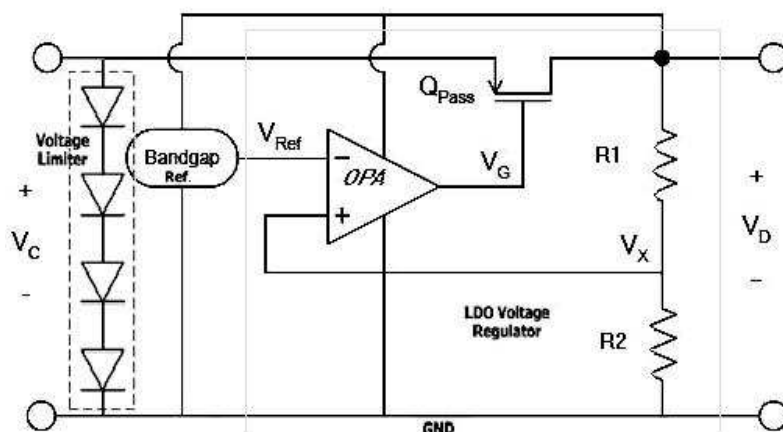 Q_Pass
Voltage
Limiter
Bandgap
Ref.
V_Ref
-
OPA
+
V_G
R1
+
V_C
-
V_X
+
V_D
-
LDO Voltage
Regulator
R2
GND